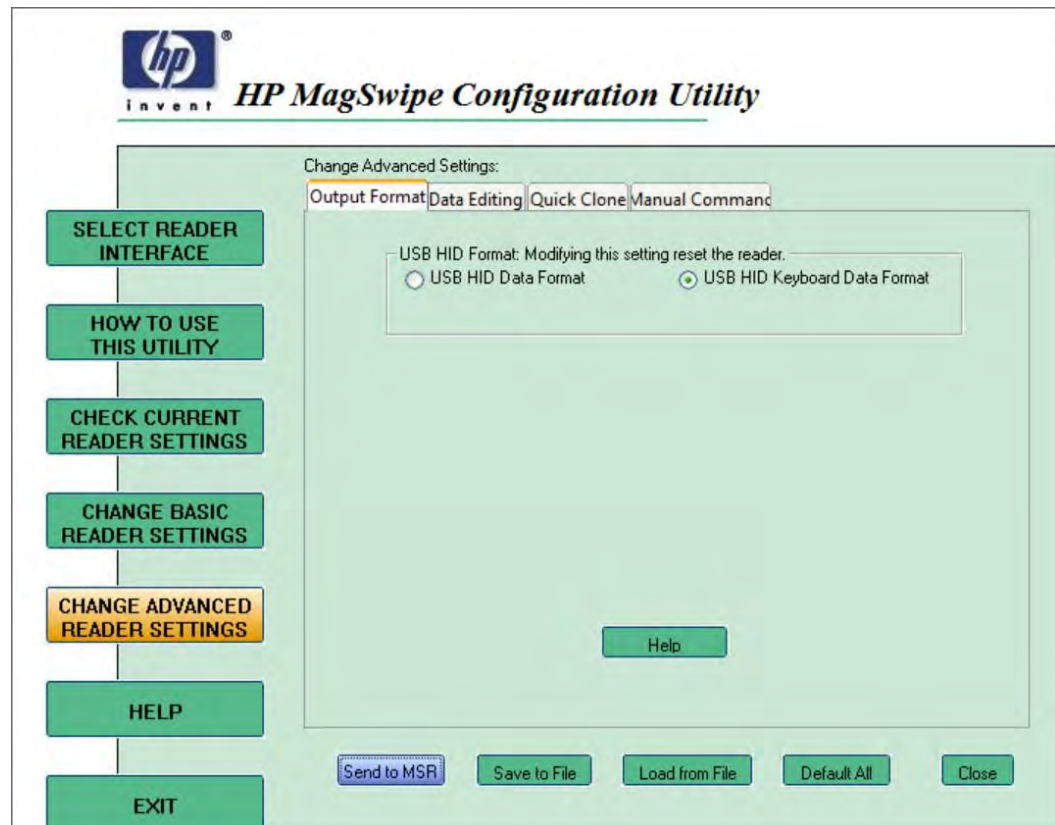 hp ®
invent
HP MagSwipe Configuration Utility
Change Advanced Settings:
Output Format Data Editing Quick Clone Manual Command
USB HID Format: Modifying this setting reset the reader.
USB HID Data Format USB HID Keyboard Data Format
SELECT READER
INTERFACE
HOW TO USE
THIS UTILITY
CHECK CURRENT
READER SETTINGS
CHANGE BASIC
READER SETTINGS
CHANGE ADVANCED
READER SETTINGS
HELP
EXIT
Help
Send to MSR Save to File Load from File Default All Close